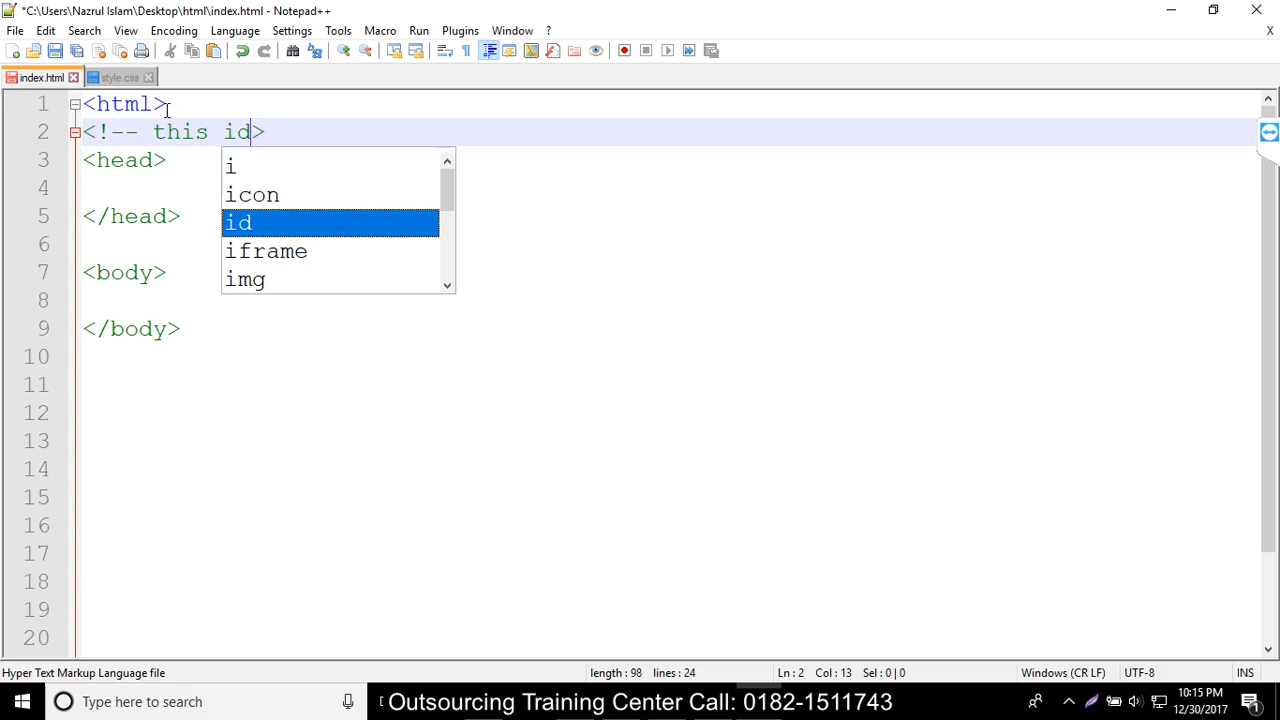 *C:\Users\Nazrul Islam\Desktop\html\index.html - Notepad++
File Edit Search View Encoding Language Settings Tools Macro Run Plugins Window ? X
index.html style.css
1 <html>
2 <!-- this id>
3 <head>
4
5 </head>
6
7 <body>
8
9 </body>
10
11
12
13
14
15
16
17
18
19
20
i
icon
id
iframe
img
Hyper Text Markup Language file length : 98 lines : 24 Ln : 2 Col : 13 Sel : 0 | 0 Windows (CR LF) UTF-8 INS
Type here to search
Outsourcing Training Center Call: 0182-1511743
10:15 PM
12/30/2017
1